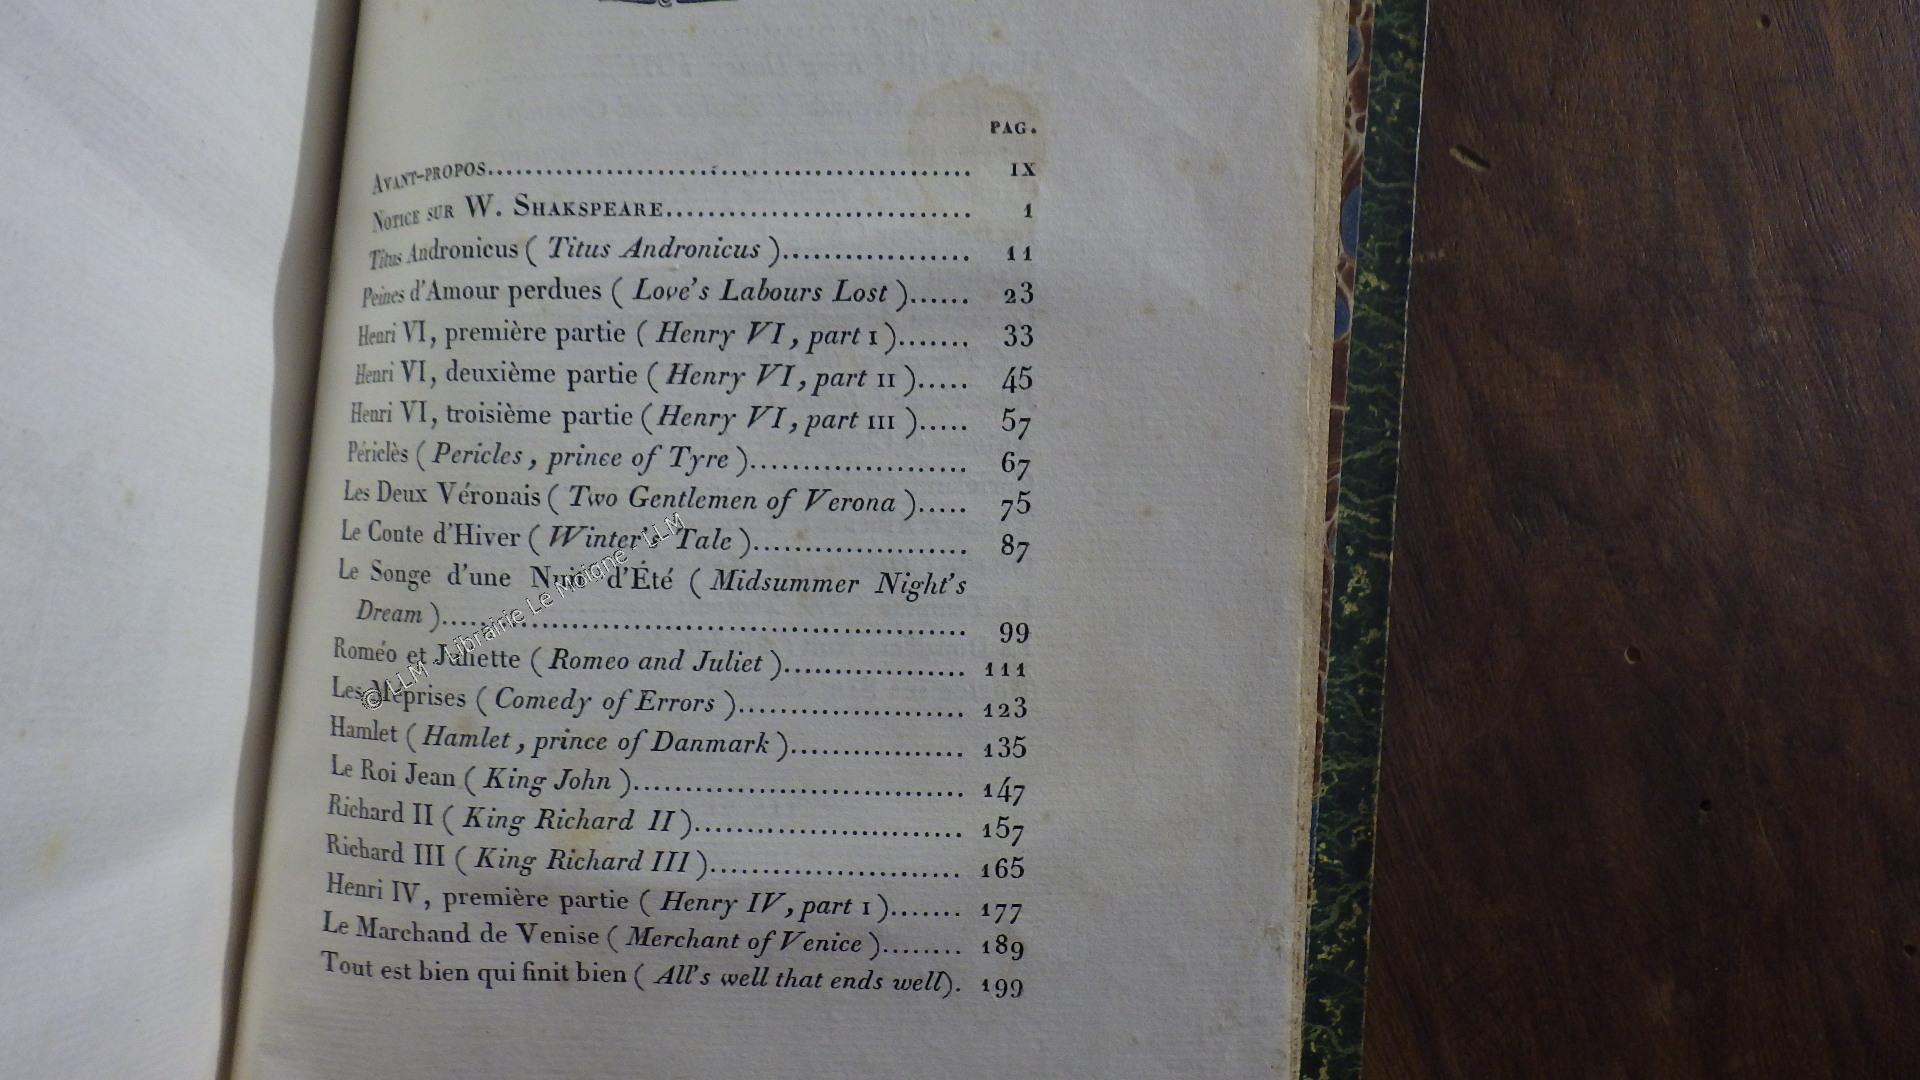 PAG.
AVANT-PROPOS.................................................. IX
NOTICE SUR W. SHAKSPEARE............................. 1
Titus Andronicus ( Titus Andronicus ).................. 11
Peines d'Amour perdues ( Love's Labours Lost )...... 23
Henri VI, première partie ( Henry VI, part I )....... 33
Henri VI, deuxième partie ( Henry VI, part II )..... 45
Henri VI, troisième partie ( Henry VI, part III )..... 57
Périclès ( Pericles, prince of Tyre )..................... 67
Les Deux Véronais ( Two Gentlemen of Verona )..... 75
Le Conte d'Hiver ( Winter's Tale )..................... 87
Le Songe d'une Nuit d'Été ( Midsummer Night's
Dream ).................................................. 99
Roméo et Juliette ( Romeo and Juliet ).................. 111
Les Méprises ( Comedy of Errors )...................... 123
Hamlet ( Hamlet, prince of Danmark )................. 135
Le Roi Jean ( King John )................................. 147
Richard II ( King Richard II )........................... 157
Richard III ( King Richard III )......................... 165
Henri IV, première partie ( Henry IV, part I )....... 177
Le Marchand de Venise ( Merchant of Venice )........ 189
Tout est bien qui finit bien ( All's well that ends well). 199
© LLM - Librairie Le Moigne - LLM